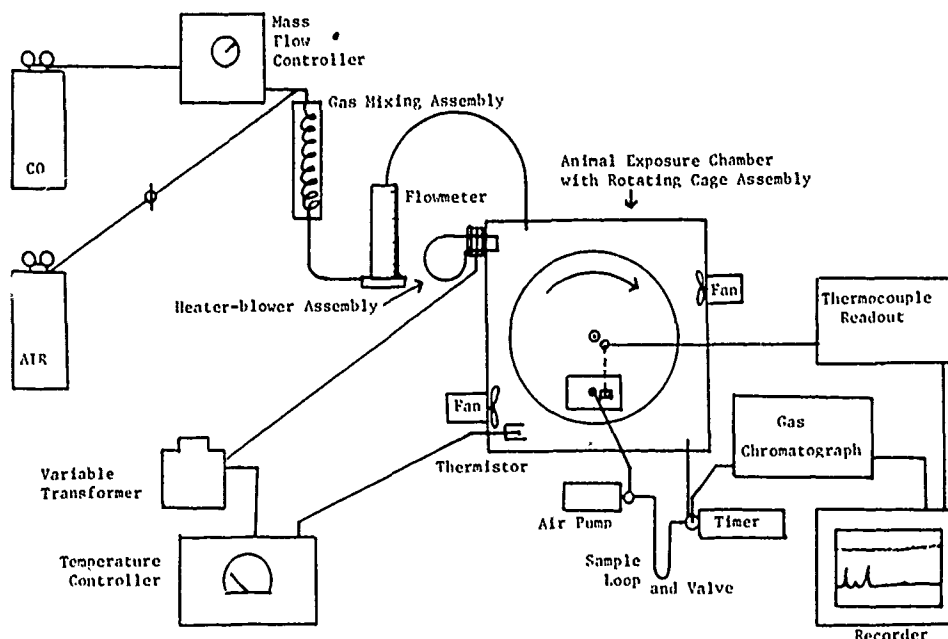 Mass
Flow
Controller
Gas Mixing Assembly
CO
Animal Exposure Chamber
with Rotating Cage Assembly
Flowmeter
Heater-blower Assembly
Fan
Thermocouple
Readout
AIR
Fan
Gas
Chromatograph
Thermistor
Variable
Transformer
Air Pump
Timer
Temperature
Controller
Sample
Loop
and Valve
Recorder